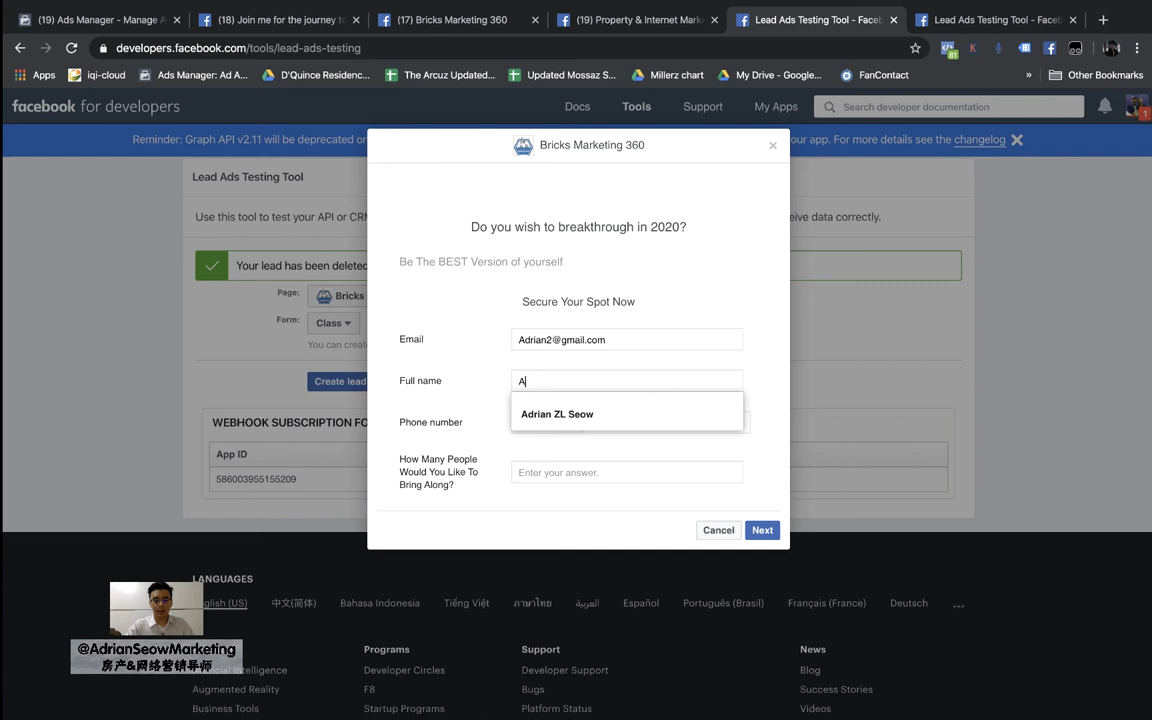 (19) Ads Manager - Manage A
(18) Join me for the journey to
(17) Bricks Marketing 360
(19) Property & Internet Mark
Lead Ads Testing Tool - Faceb
Lead Ads Testing Tool - Faceb
developers.facebook.com/tools/lead-ads-testing
81
K
Apps
iqi-cloud
Ads Manager: Ad A...
D'Quince Residenc...
The Arcuz Updated...
Updated Mossaz S...
Millerz chart
My Drive - Google...
FanContact
»
Other Bookmarks
facebook for developers
Docs
Tools
Support
My Apps
Search developer documentation
1
Reminder: Graph API v2.11 will be deprecated
our app. For more details see the changelog
Bricks Marketing 360
Lead Ads Testing Tool
Use this tool to test your API or CR
eive data correctly.
Do you wish to breakthrough in 2020?
Your lead has been deleted
Be The BEST Version of yourself
Page:
Bricks
Secure Your Spot Now
Form:
Class
You can creat
Email
Adrian2@gmail.com
Create lead
Full name
A
Adrian ZL Seow
WEBHOOK SUBSCRIPTION FO
Phone number
App ID
How Many People
Would You Like To
Bring Along?
Enter your answer.
586003955155209
Cancel
Next
LANGUAGES
glish (US)
中文(简体)
Bahasa Indonesia
Tiếng Việt
ภาษาไทย
العربية
Español
Português (Brasil)
Français (France)
Deutsch
...
@AdrianSeowMarketing
房产&网络营销导师
Programs
Support
News
ial Intelligence
Developer Circles
Developer Support
Blog
Augmented Reality
F8
Bugs
Success Stories
Business Tools
Startup Programs
Platform Status
Videos